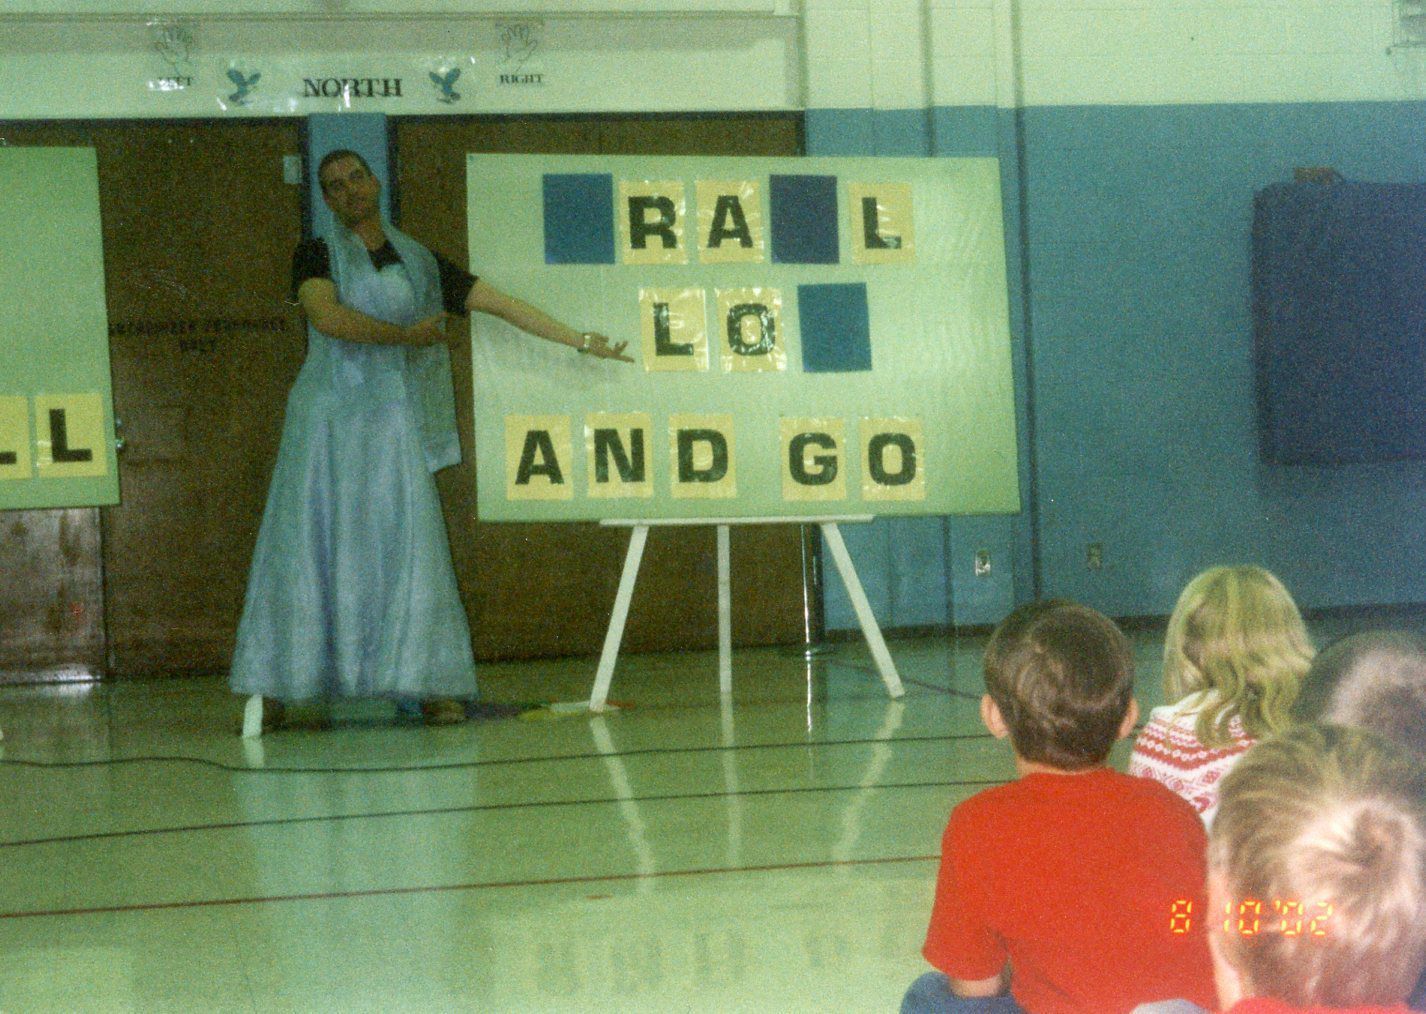 LEFT
NORTH
RIGHT
RA L
LO
AND GO
LL
8 10 '02